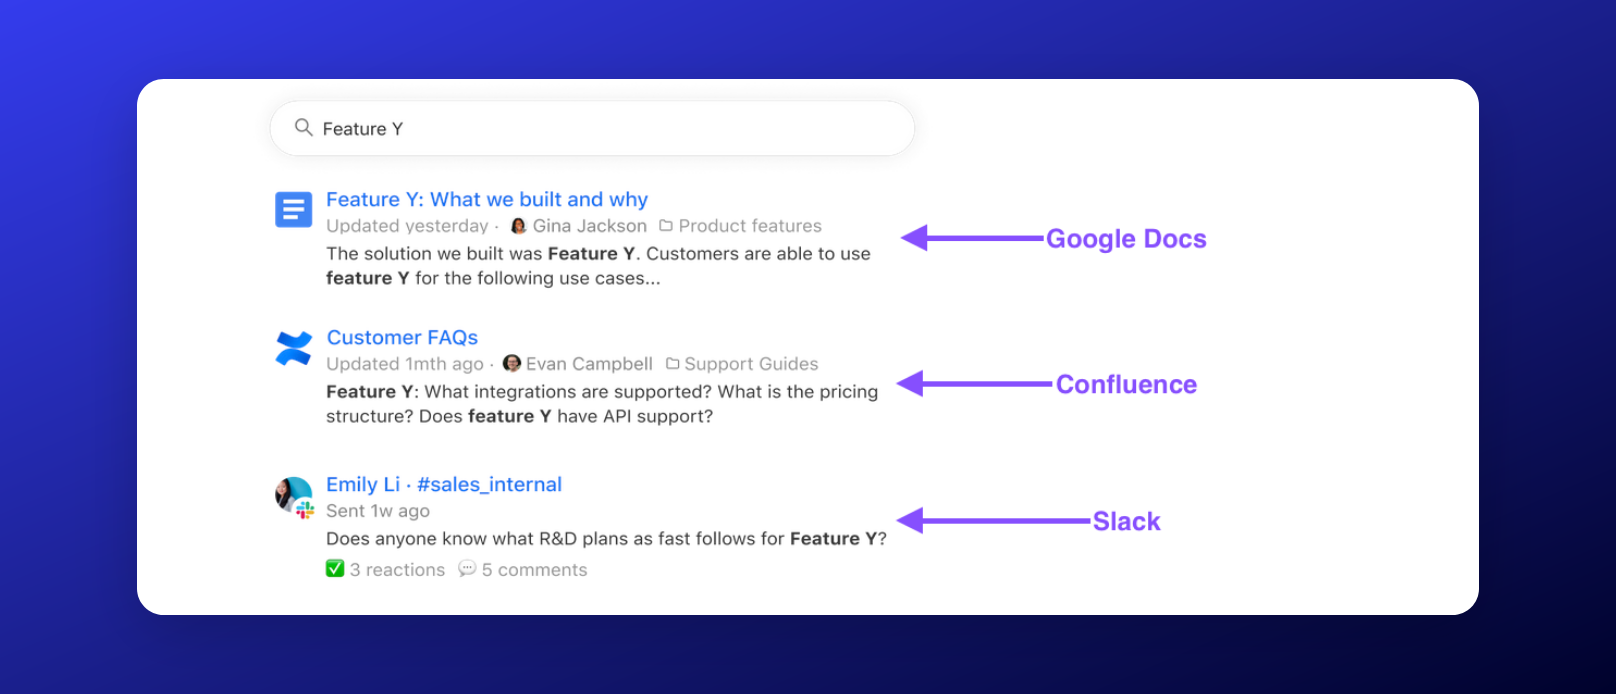 Feature Y
Feature Y: What we built and why
Updated yesterday · Gina Jackson Product features
The solution we built was Feature Y. Customers are able to use
feature Y for the following use cases...
Google Docs
Customer FAQs
Updated 1mth ago · Evan Campbell Support Guides
Feature Y: What integrations are supported? What is the pricing
structure? Does feature Y have API support?
Confluence
Emily Li · #sales_internal
Sent 1w ago
Does anyone know what R&D plans as fast follows for Feature Y?
3 reactions 5 comments
Slack